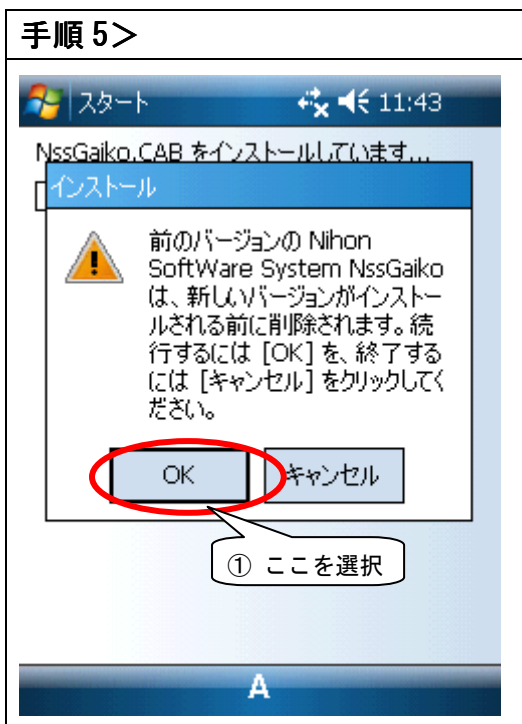 手順 5＞
スタート 11:43
NssGaiko.CAB をインストールしています...
インストール
前のバージョンの Nihon
SoftWare System NssGaiko
は、新しいバージョンがインストー
ルされる前に削除されます。続
行するには [OK] を、終了する
には [キャンセル] をクリックしてく
ださい。
OK キャンセル
① ここを選択
A